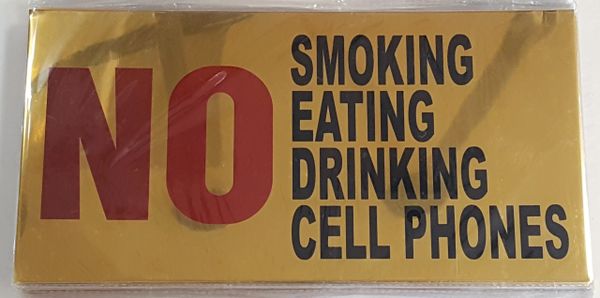 NO
SMOKING
EATING
DRINKING
CELL PHONES